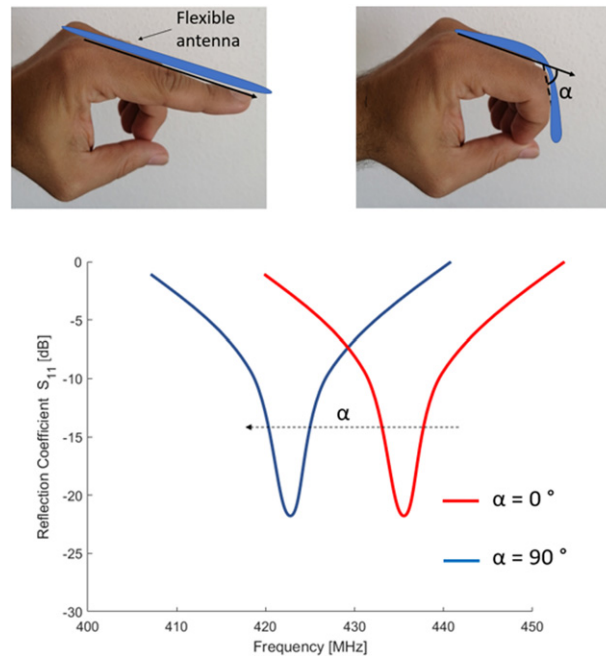 Flexible
antenna
α
0
-5
-10
-15
-20
-25
-30
Reflection Coefficient S11 [dB]
α
α = 0 °
α = 90 °
400 410 420 430 440 450
Frequency [MHz]